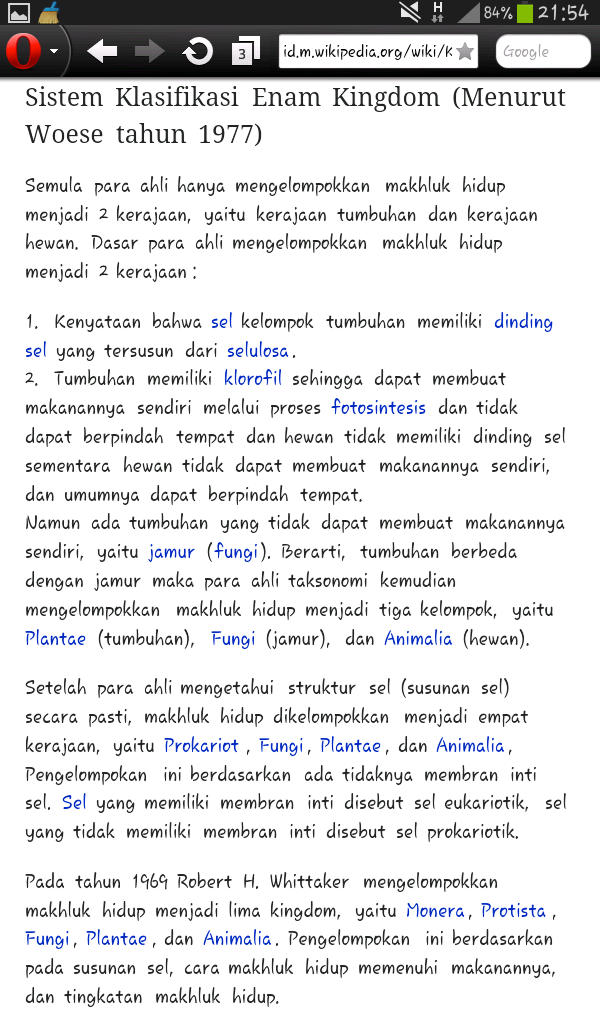 H 84% 21:54
3 id.m.wikipedia.org/wiki/K Google
Sistem Klasifikasi Enam Kingdom (Menurut
Woese tahun 1977)
Semula para ahli hanya mengelompokkan makhluk hidup
menjadi 2 kerajaan, yaitu kerajaan tumbuhan dan kerajaan
hewan. Dasar para ahli mengelompokkan makhluk hidup
menjadi 2 kerajaan :
1. Kenyataan bahwa sel kelompok tumbuhan memiliki dinding
sel yang tersusun dari selulosa.
2. Tumbuhan memiliki klorofil sehingga dapat membuat
makanannya sendiri melalui proses fotosintesis dan tidak
dapat berpindah tempat dan hewan tidak memiliki dinding sel
sementara hewan tidak dapat membuat makanannya sendiri,
dan umumnya dapat berpindah tempat.
Namun ada tumbuhan yang tidak dapat membuat makanannya
sendiri, yaitu jamur (fungi). Berarti, tumbuhan berbeda
dengan jamur maka para ahli taksonomi kemudian
mengelompokkan makhluk hidup menjadi tiga kelompok, yaitu
Plantae (tumbuhan), Fungi (jamur), dan Animalia (hewan).
Setelah para ahli mengetahui struktur sel (susunan sel)
secara pasti, makhluk hidup dikelompokkan menjadi empat
kerajaan, yaitu Prokariot , Fungi, Plantae, dan Animalia,
Pengelompokan ini berdasarkan ada tidaknya membran inti
sel. Sel yang memiliki membran inti disebut sel eukariotik, sel
yang tidak memiliki membran inti disebut sel prokariotik.
Pada tahun 1969 Robert H. Whittaker mengelompokkan
makhluk hidup menjadi lima kingdom, yaitu Monera, Protista ,
Fungi, Plantae, dan Animalia. Pengelompokan ini berdasarkan
pada susunan sel, cara makhluk hidup memenuhi makanannya,
dan tingkatan makhluk hidup.